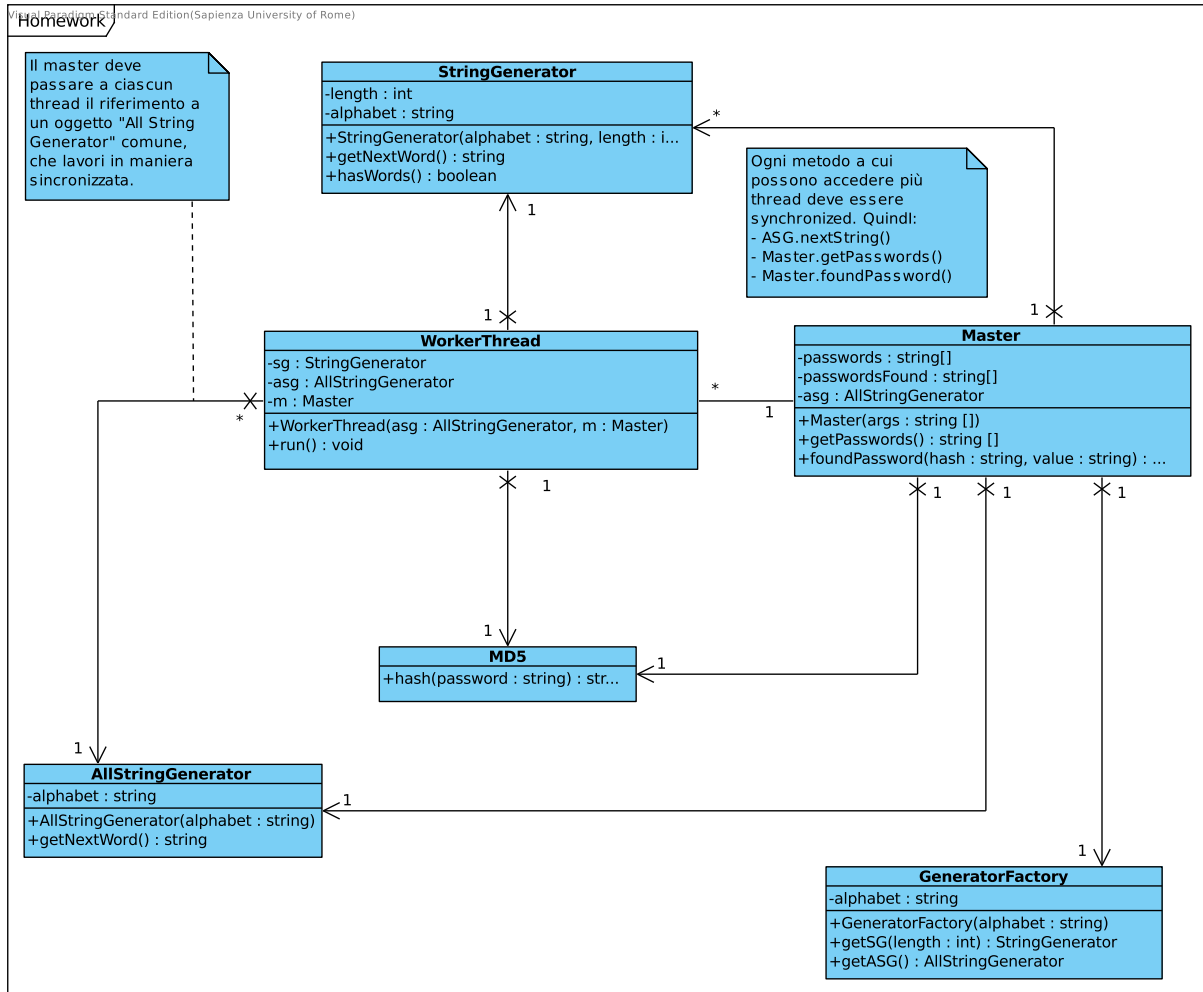 Visual Paradigm Standard Edition(Sapienza University of Rome)
Homework
Il master deve
passare a ciascun
thread il riferimento a
un oggetto "All String
Generator" comune,
che lavori in maniera
sincronizzata.
StringGenerator
-length : int
-alphabet : string
+StringGenerator(alphabet : string, length : i...
+getNextWord() : string
+hasWords() : boolean
*
1
Ogni metodo a cui
possono accedere più
thread deve essere
synchronized. QuindI:
- ASG.nextString()
- Master.getPasswords()
- Master.foundPassword()
1
1
WorkerThread
-sg : StringGenerator
-asg : AllStringGenerator
-m : Master
+WorkerThread(asg : AllStringGenerator, m : Master)
+run() : void
*
*
1
Master
-passwords : string[]
-passwordsFound : string[]
-asg : AllStringGenerator
+Master(args : string [])
+getPasswords() : string []
+foundPassword(hash : string, value : string) : ...
1
1
1
1
1
MD5
+hash(password : string) : str...
1
1
AllStringGenerator
-alphabet : string
+AllStringGenerator(alphabet : string)
+getNextWord() : string
1
1
GeneratorFactory
-alphabet : string
+GeneratorFactory(alphabet : string)
+getSG(length : int) : StringGenerator
+getASG() : AllStringGenerator